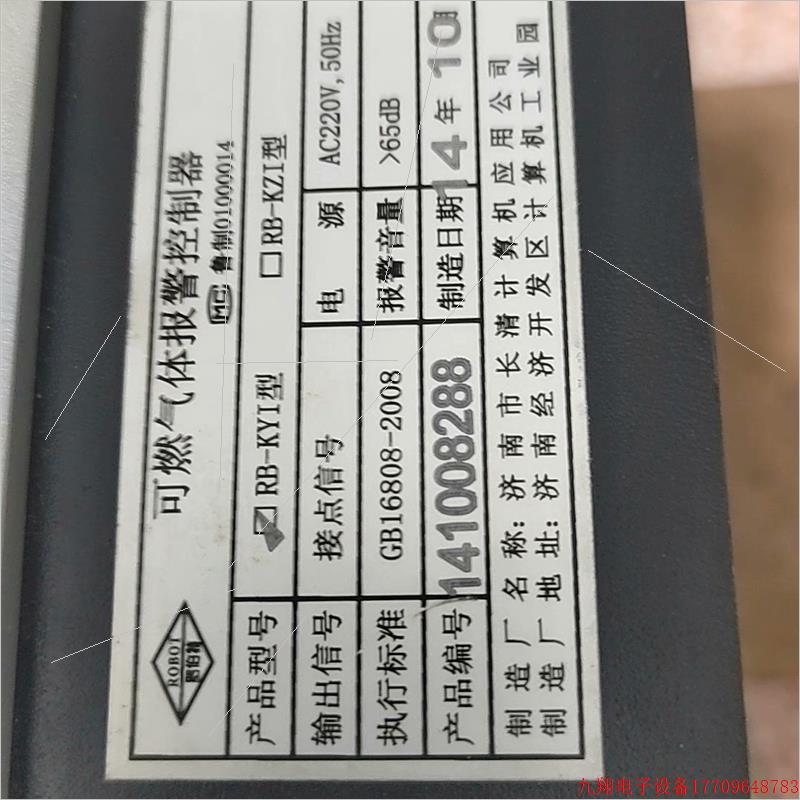 ROBOT
可燃气体报警控制器
MC 鲁制01000014
产品型号 RB-KYI型 RB-KZI型
输出信号 接点信号 电源 AC220V,50Hz
执行标准 GB16808-2008 报警音量 >65dB
产品编号 141008288 制造日期 14年10
制造厂名称:济南市长清计算机应用公司
制造厂地址:济南经济开发区计算机工业园
九翔电子设备17709648783